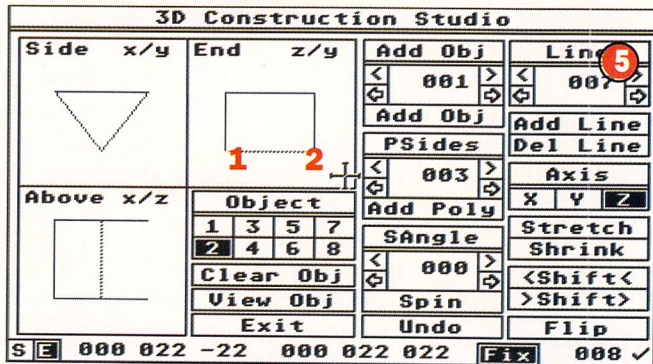 3D Construction Studio
Side x/y
End z/y
1 2
Above x/z
Object
1 3 5 7
2 4 6 8
Clear Obj
View Obj
Exit
Add Obj
< 001 >
Add Obj
PSides
< 003 >
Add Poly
SAngle
< 000 >
Spin
Undo
Line
5
< 007 >
Add Line
Del Line
Axis
X Y Z
Stretch
Shrink
<Shift<
>Shift>
Flip
S E 000 022 -22 000 022 022 Fix 008 ✓